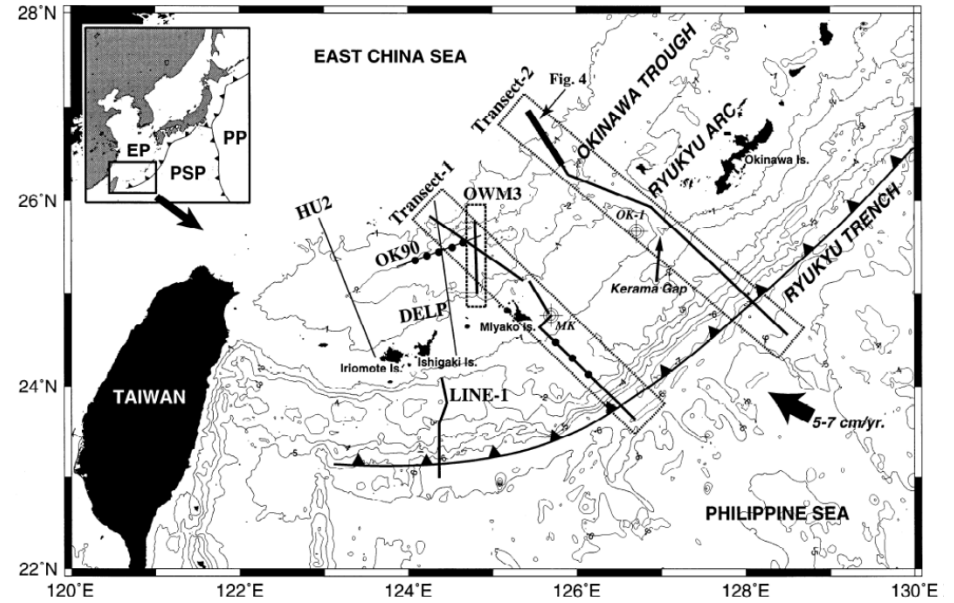 28°N
26°N
24°N
22°N
120°E
122°E
124°E
126°E
128°E
130°E
EAST CHINA SEA
EP
PP
PSP
Transect-2
Fig. 4
OKINAWA TROUGH
RYUKYU ARC
Okinawa Is.
RYUKYU TRENCH
Transect-1
HU2
OWM3
OK90
OK-1
Kerama Gap
DELP
Miyako Is.
MK
Iriomote Is.
Ishigaki Is.
LINE-1
TAIWAN
5-7 cm/yr.
PHILIPPINE SEA